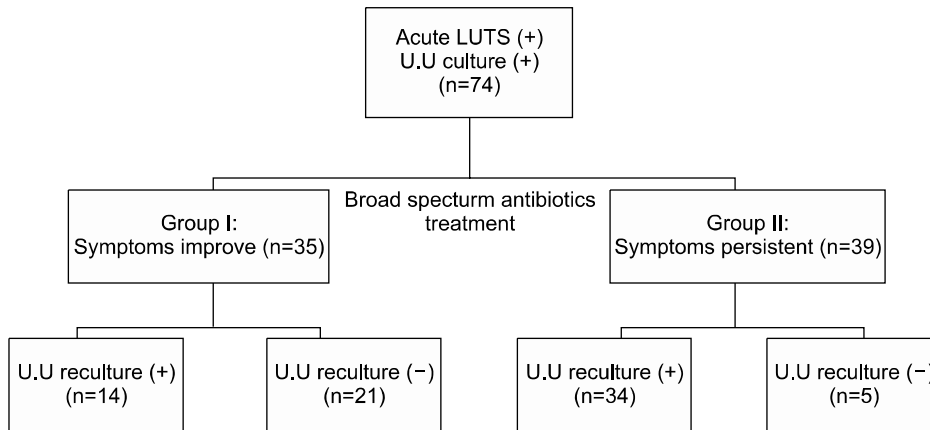 Acute LUTS (+)
U.U culture (+)
(n=74)
Broad specturm antibiotics
treatment
Group I:
Symptoms improve (n=35)
Group II:
Symptoms persistent (n=39)
U.U reculture (+)
(n=14)
U.U reculture (−)
(n=21)
U.U reculture (+)
(n=34)
U.U reculture (−)
(n=5)